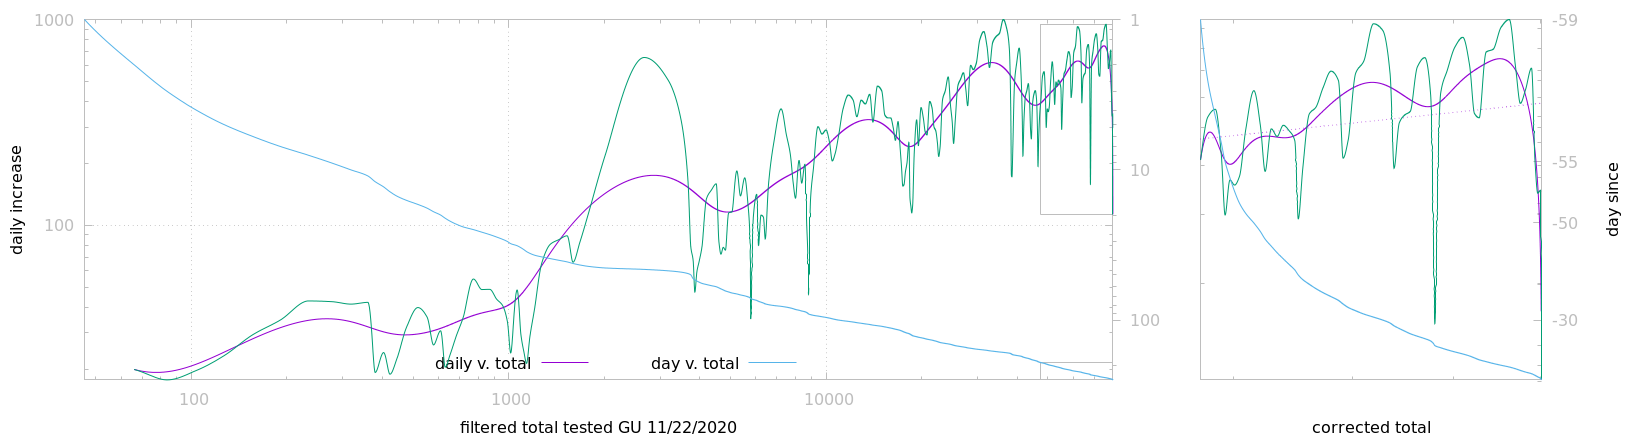 1000
100
daily increase
100
1000
10000
1
10
100
daily v. total
day v. total
filtered total tested GU 11/22/2020
-59
-55
-50
-30
day since
corrected total